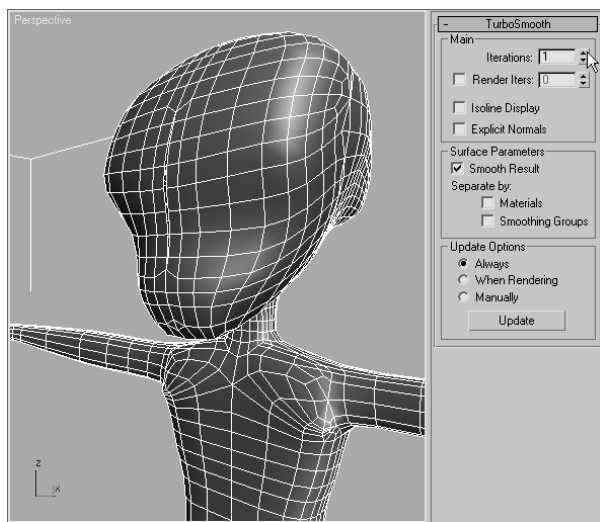 Perspective
- TurboSmooth
Main
Iterations: 1
Render Iters: 0
Isoline Display
Explicit Normals
Surface Parameters
Smooth Result
Separate by:
Materials
Smoothing Groups
Update Options
Always
When Rendering
Manually
Update
z
x